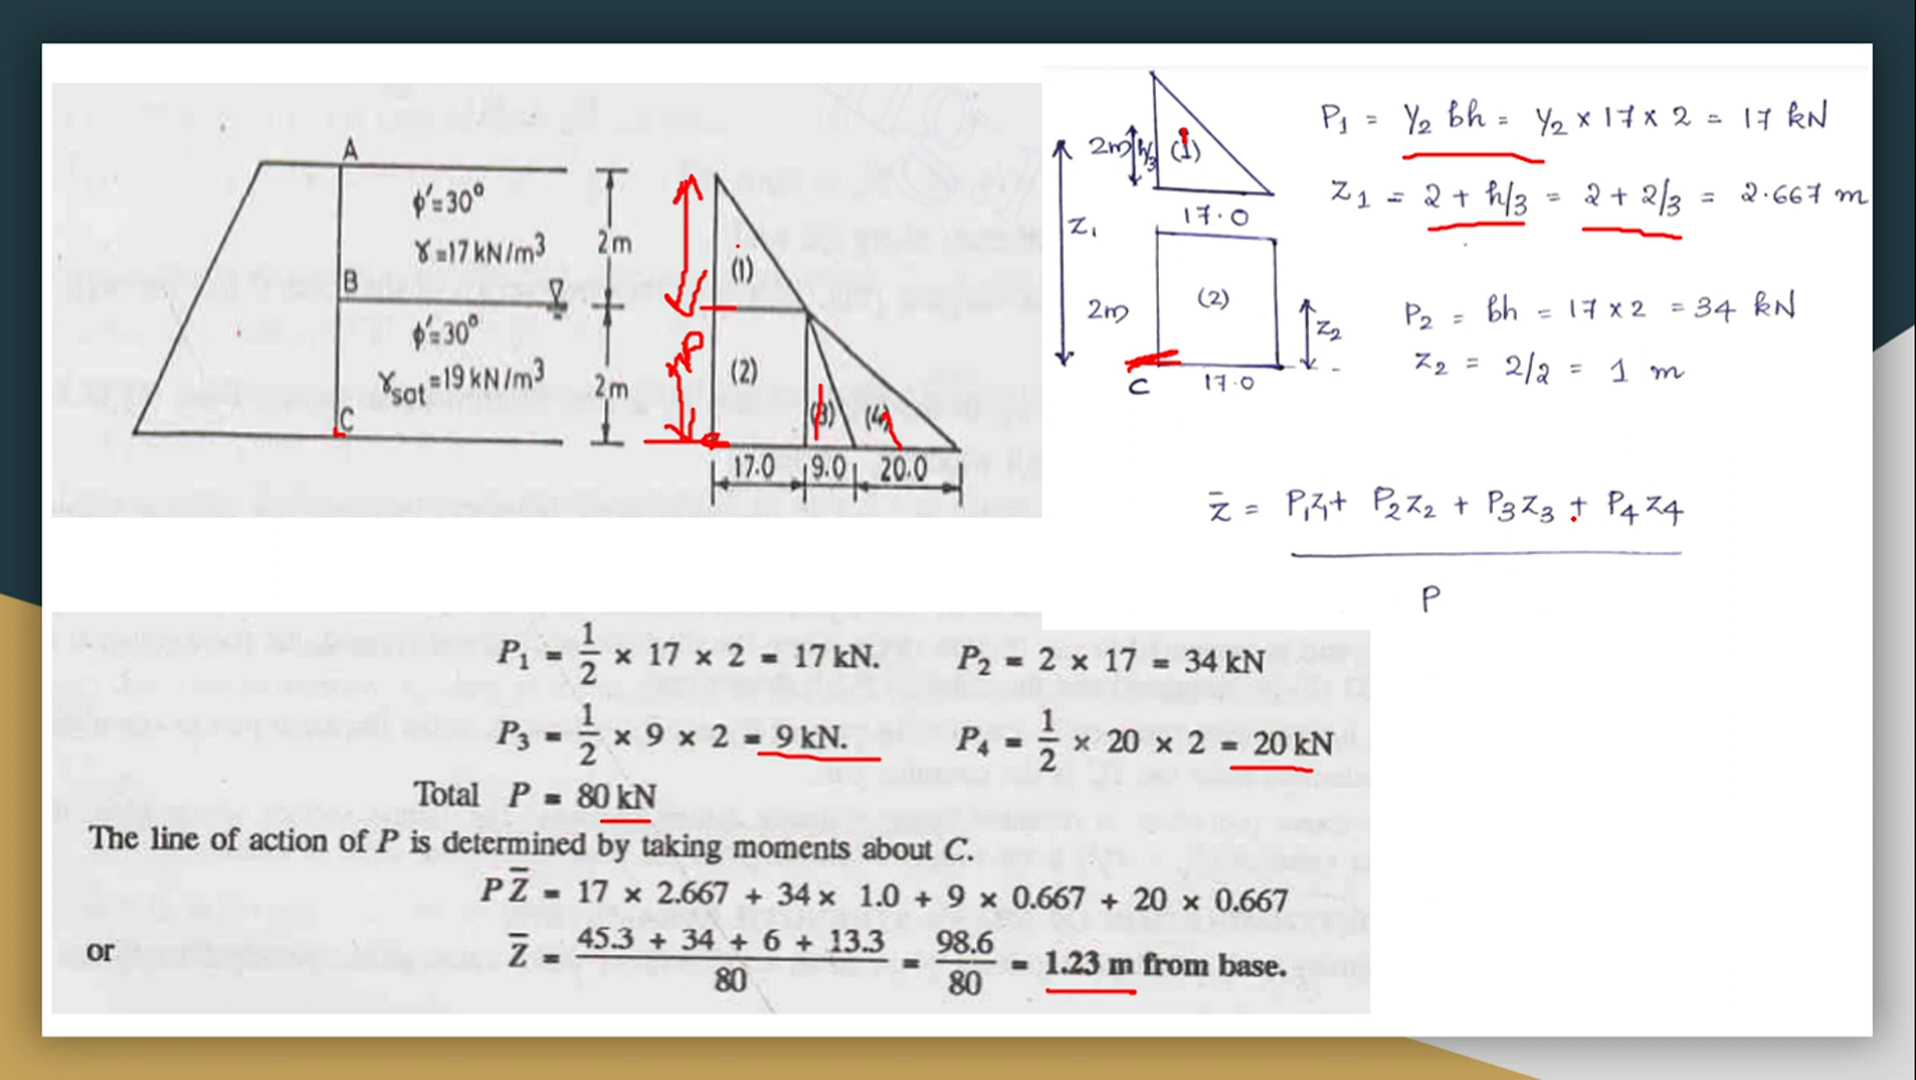 A
ϕ'=30°
γ=17 kN/m³
2m
B
ϕ'=30°
γsat=19 kN/m³
2m
C
(1)
(2)
(3)
(4)
17.0 9.0 20.0
2m h/3 (1)
17.0
z₁
2m
(2)
z₂
C
17.0
P₁ = 1/2 bh = 1/2 × 17 × 2 = 17 kN
z₁ = 2 + h/3 = 2 + 2/3 = 2.667 m
P₂ = bh = 17 × 2 = 34 kN
z₂ = 2/2 = 1 m
z̄ = P₁z₁ + P₂z₂ + P₃z₃ + P₄z₄
P
P₁ = 1/2 × 17 × 2 = 17 kN. P₂ = 2 × 17 = 34 kN
P₃ = 1/2 × 9 × 2 = 9 kN. P₄ = 1/2 × 20 × 2 = 20 kN
Total P = 80 kN
The line of action of P is determined by taking moments about C.
P Z̄ = 17 × 2.667 + 34 × 1.0 + 9 × 0.667 + 20 × 0.667
or Z̄ = 45.3 + 34 + 6 + 13.3 / 80 = 98.6 / 80 = 1.23 m from base.